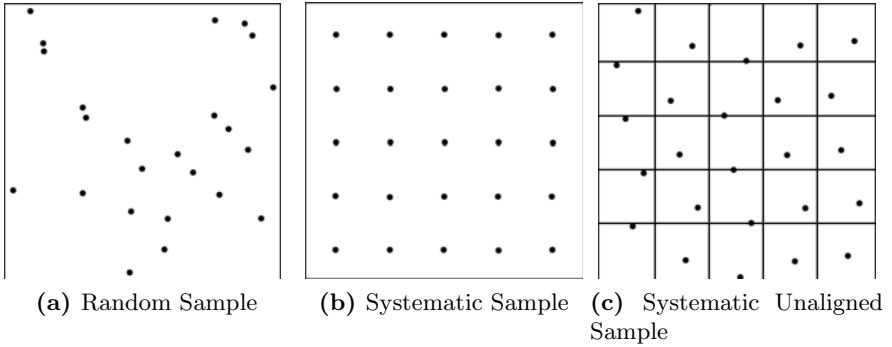 (a) Random Sample
(b) Systematic Sample
(c) Systematic Unaligned
Sample